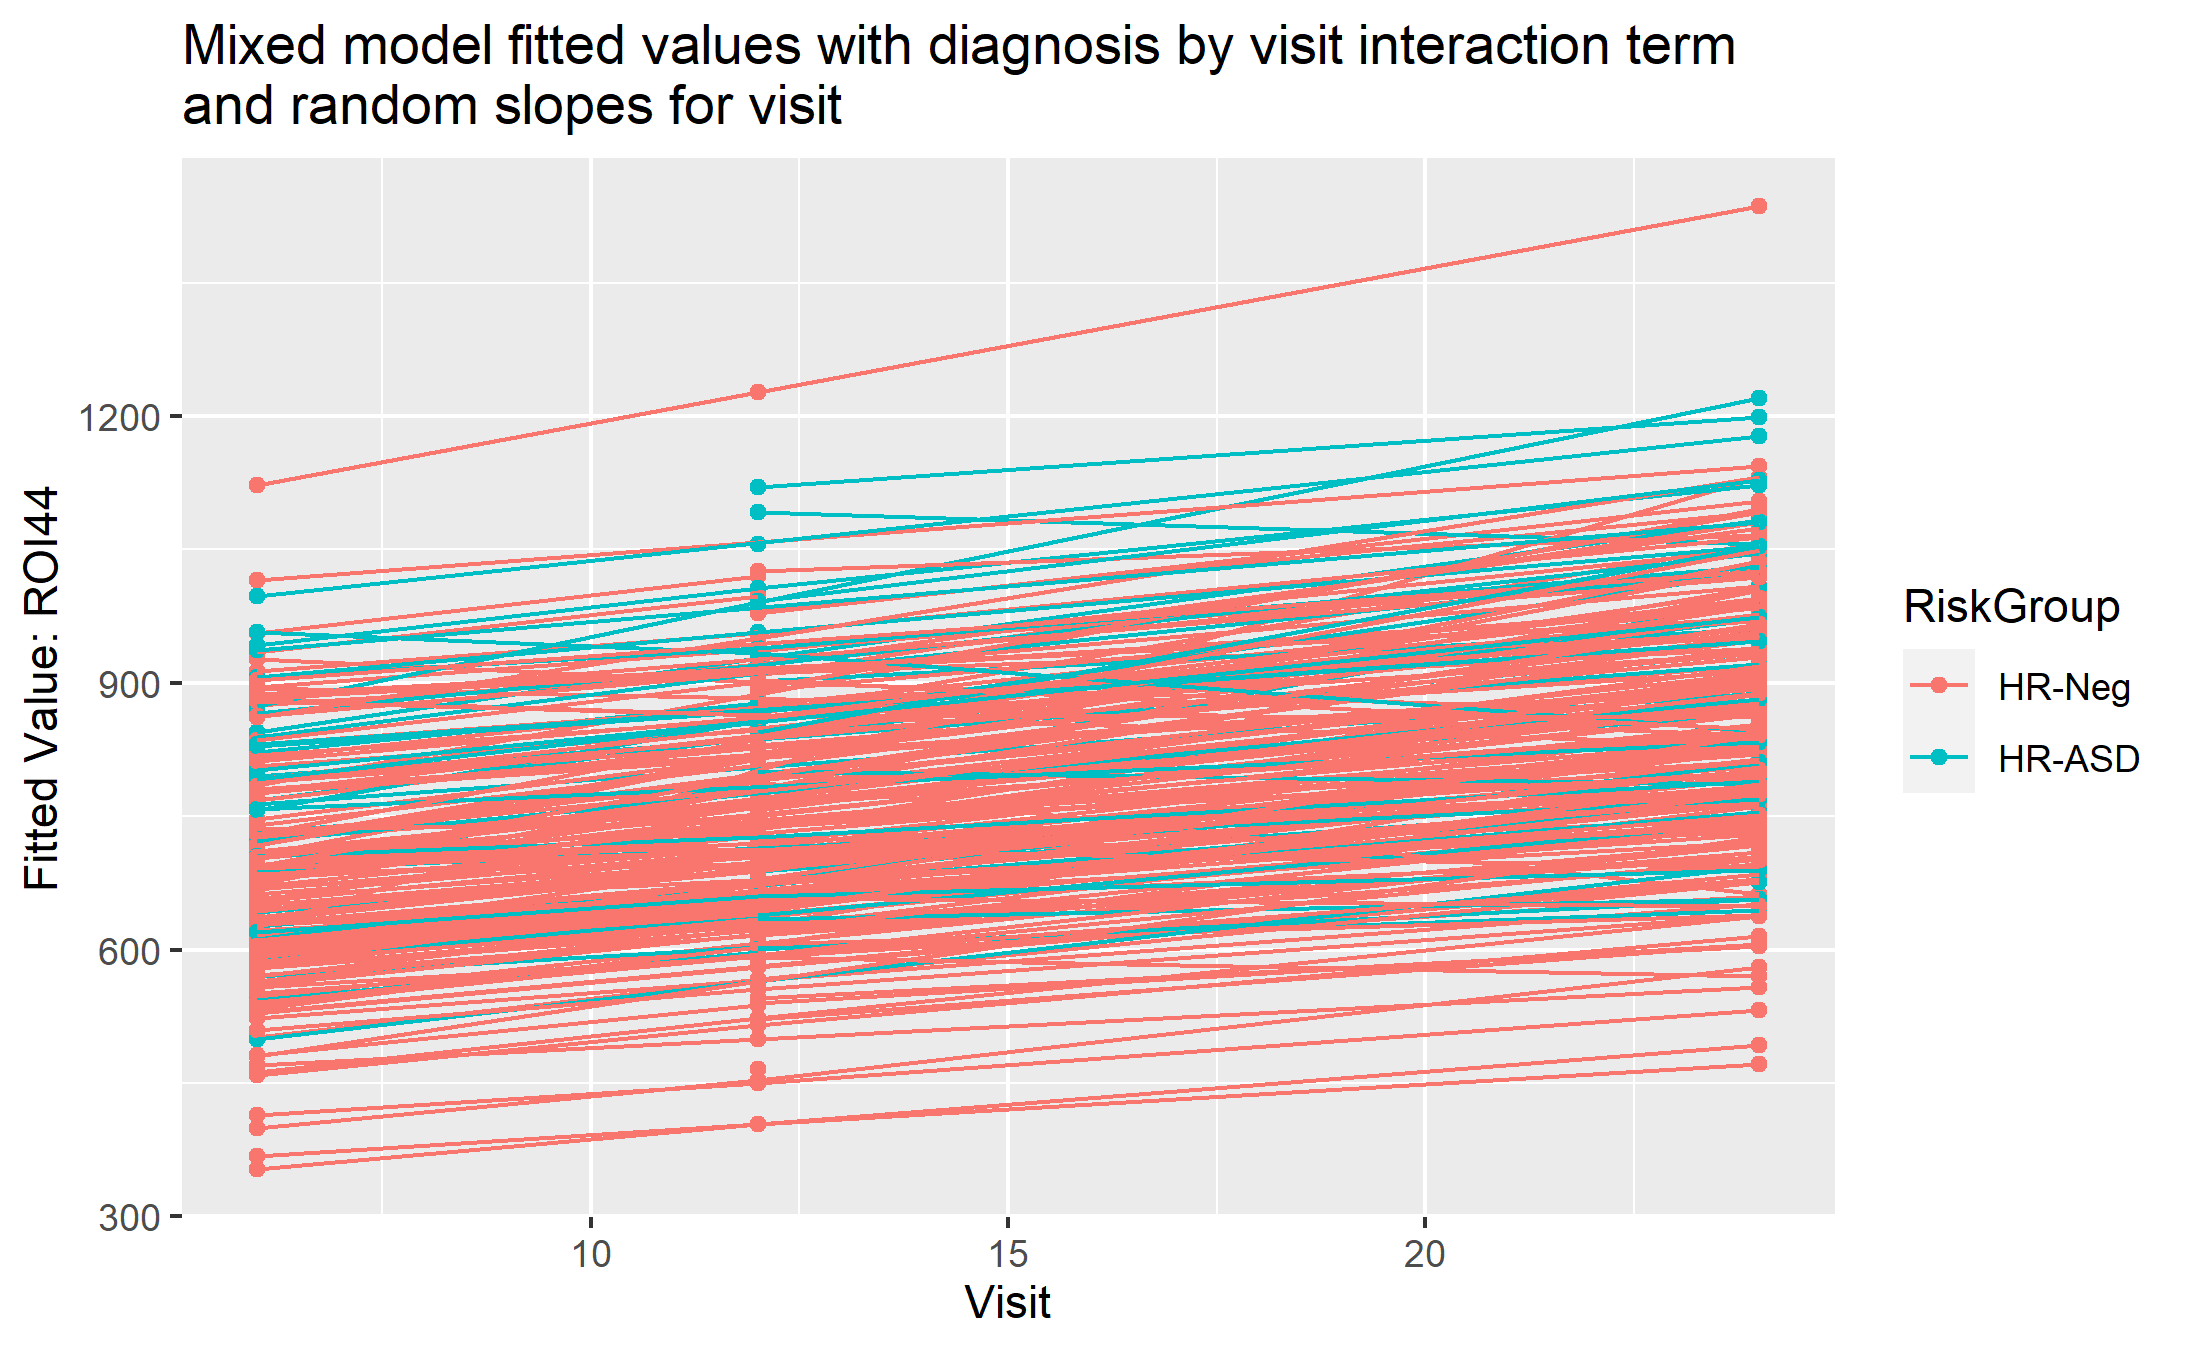 Mixed model fitted values with diagnosis by visit interaction term
and random slopes for visit
Fitted Value: ROI44
1200
900
600
300
10
15
20
Visit
RiskGroup
HR-Neg
HR-ASD